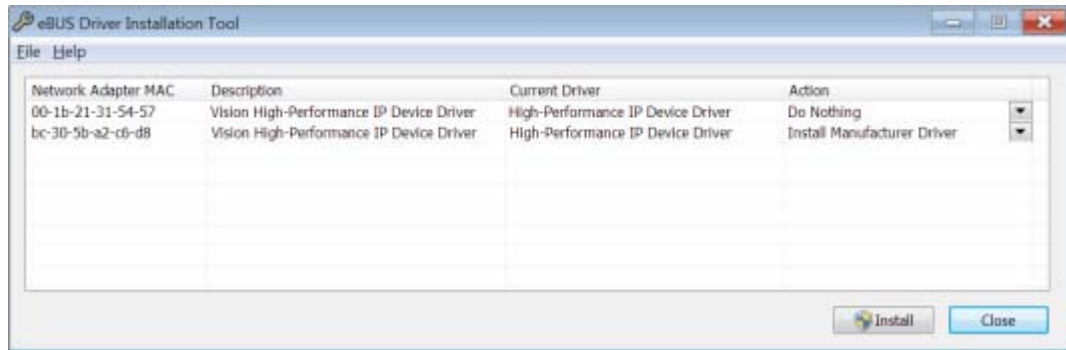 eBUS Driver Installation Tool
File Help
Network Adapter MAC Description Current Driver Action
00-1b-21-31-54-57 Vision High-Performance IP Device Driver High-Performance IP Device Driver Do Nothing
bc-30-5b-a2-c6-d8 Vision High-Performance IP Device Driver High-Performance IP Device Driver Install Manufacturer Driver
Install Close